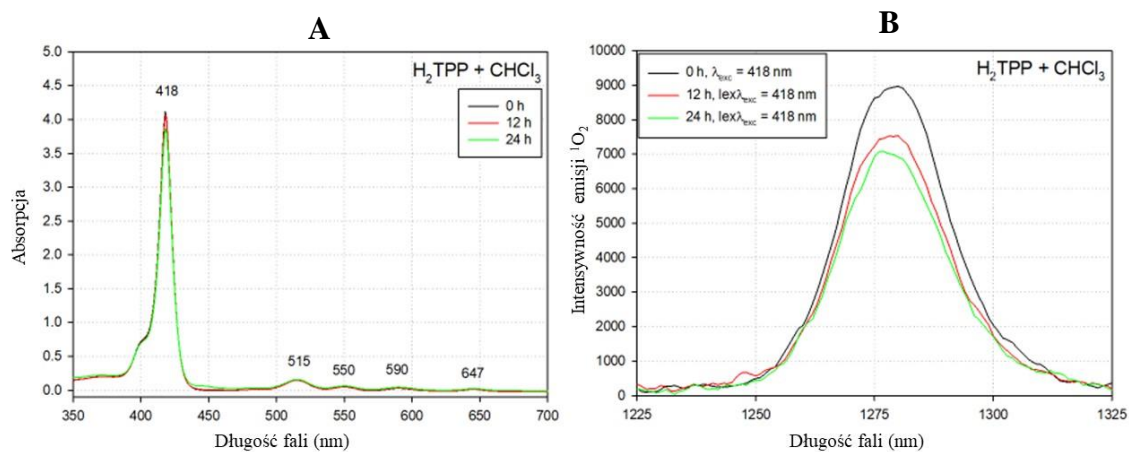 A
5.0
4.5
4.0
3.5
3.0
2.5
2.0
1.5
1.0
0.5
0.0
Absorpcja
418
H₂TPP + CHCl₃
0 h
12 h
24 h
515
550
590
647
350 400 450 500 550 600 650 700
Długość fali (nm)
B
10000
9000
8000
7000
6000
5000
4000
3000
2000
1000
0
Intensywność emisji ¹O₂
0 h, λexc = 418 nm
12 h, lexλexc = 418 nm
24 h, lexλexc = 418 nm
H₂TPP + CHCl₃
1225 1250 1275 1300 1325
Długość fali (nm)